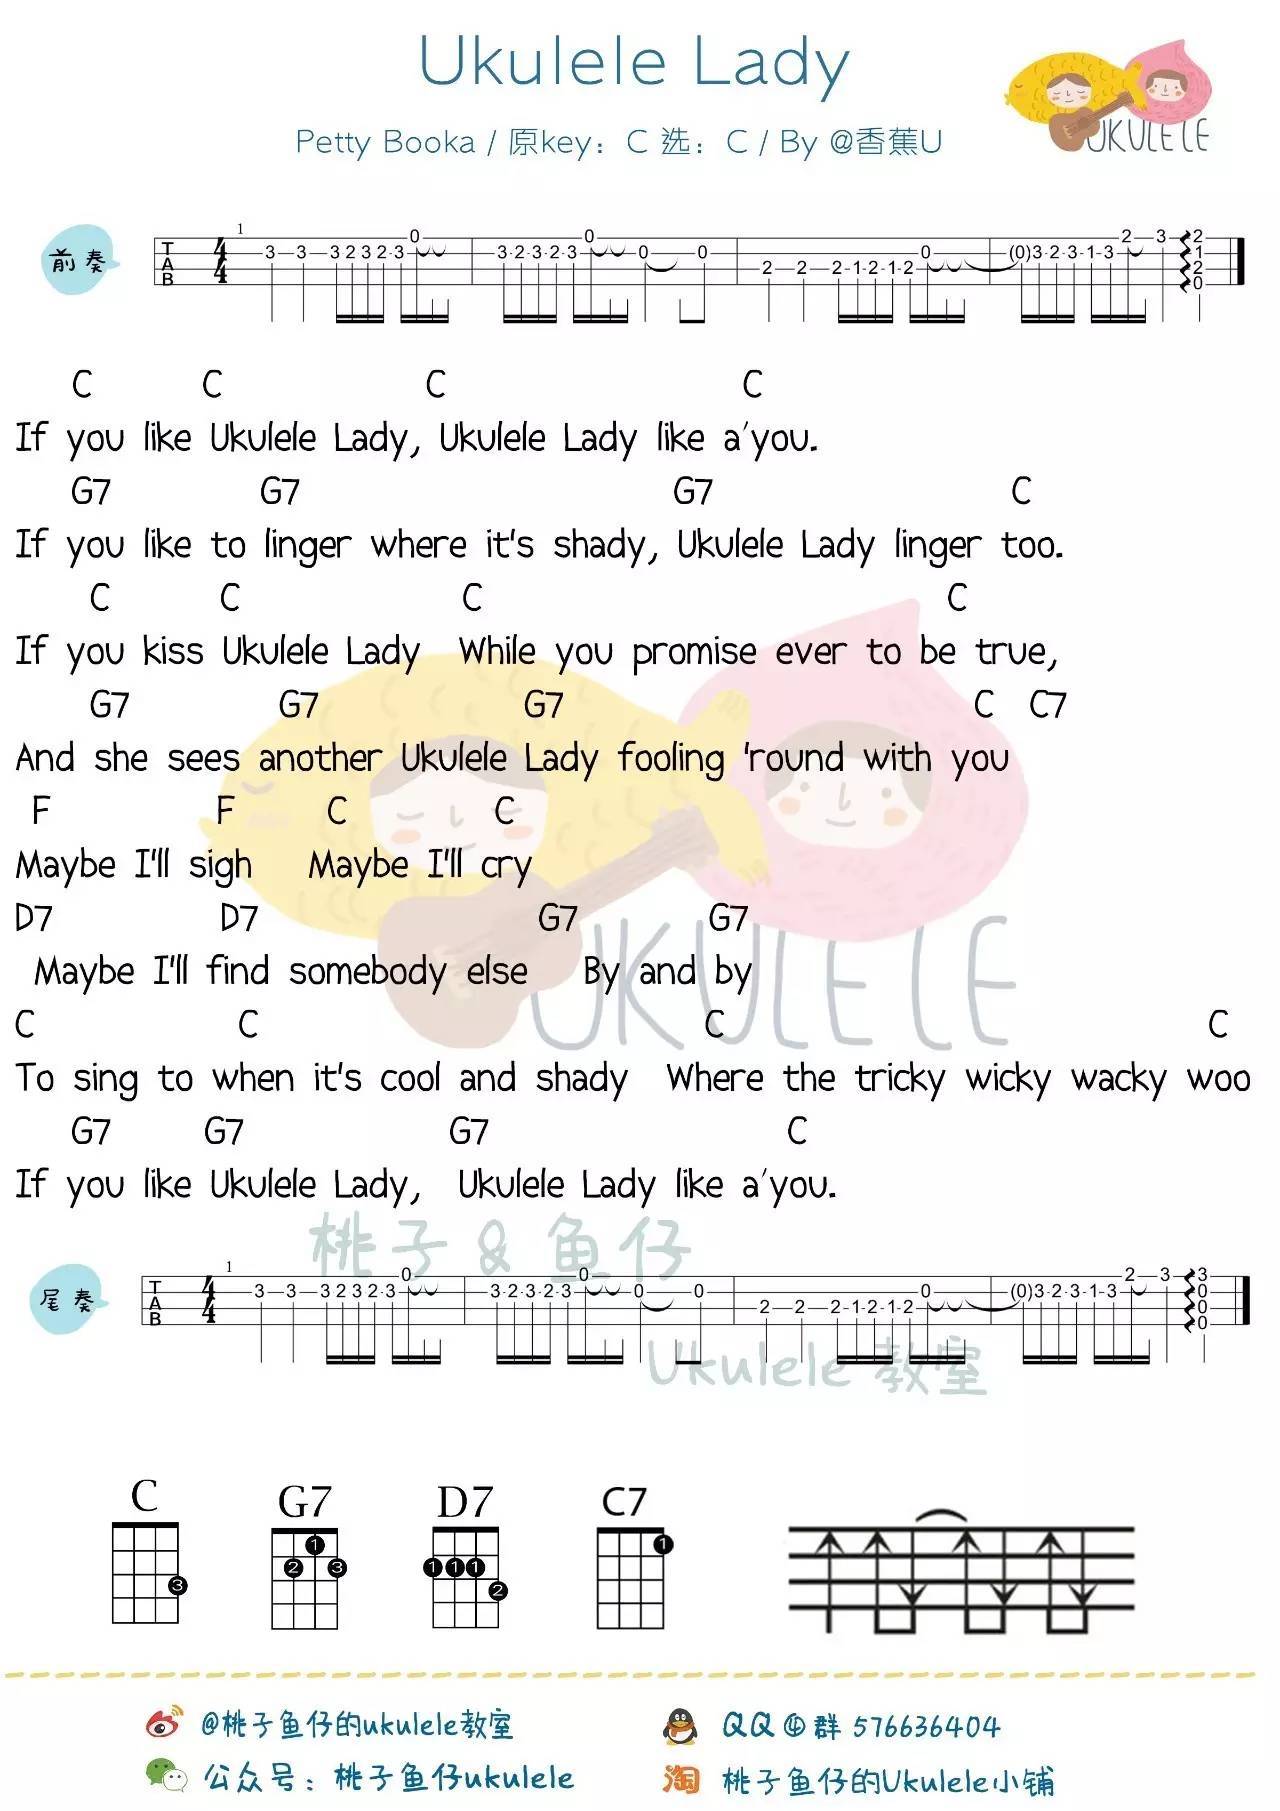 Ukulele Lady
UKULELE
Petty Booka / 原key：C 选：C / By @香蕉U
前奏
1
T A B 4 4 3 3 3 2 3 2 3 0 3 2 3 2 3 0 0 0 2 2 2 1 2 1 2 0 (0) 3 2 3 1 3 2 3 2 1 2 0
C C C C
If you like Ukulele Lady, Ukulele Lady like a'you.
G7 G7 G7 C
If you like to linger where it's shady, Ukulele Lady linger too.
C C C C
If you kiss Ukulele Lady While you promise ever to be true,
G7 G7 G7 C C7
And she sees another Ukulele Lady fooling 'round with you
F F C C
Maybe I'll sigh Maybe I'll cry
D7 D7 G7 G7
Maybe I'll find somebody else By and by
UKULELE
C C C C
To sing to when it's cool and shady Where the tricky wicky wacky woo
G7 G7 G7 C
If you like Ukulele Lady, Ukulele Lady like a'you.
桃子&鱼仔
尾奏
1
T A B 4 4 3 3 3 2 3 2 3 0 3 2 3 2 3 0 0 0 2 2 2 1 2 1 2 0 (0) 3 2 3 1 3 2 3 3 0 0 0
Ukulele 教室
C G7 D7 C7
3 2 1 3 1 1 1 2 1
@桃子鱼仔的ukulele教室
QQ④群 576636404
公众号：桃子鱼仔ukulele
淘 桃子鱼仔的Ukulele小铺